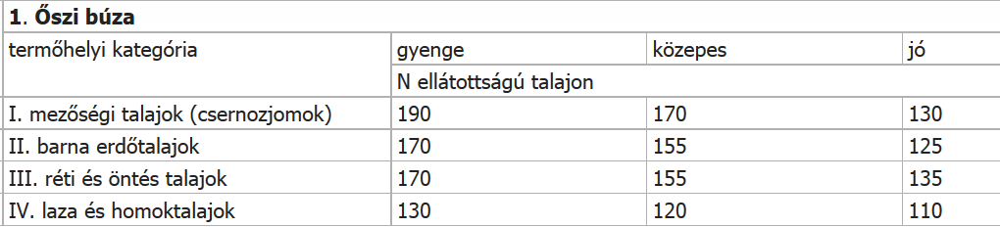 1. Őszi búza
termőhelyi kategória gyenge közepes jó
N ellátottságú talajon
I. mezőségi talajok (csernozjomok) 190 170 130
II. barna erdőtalajok 170 155 125
III. réti és öntés talajok 170 155 135
IV. laza és homoktalajok 130 120 110